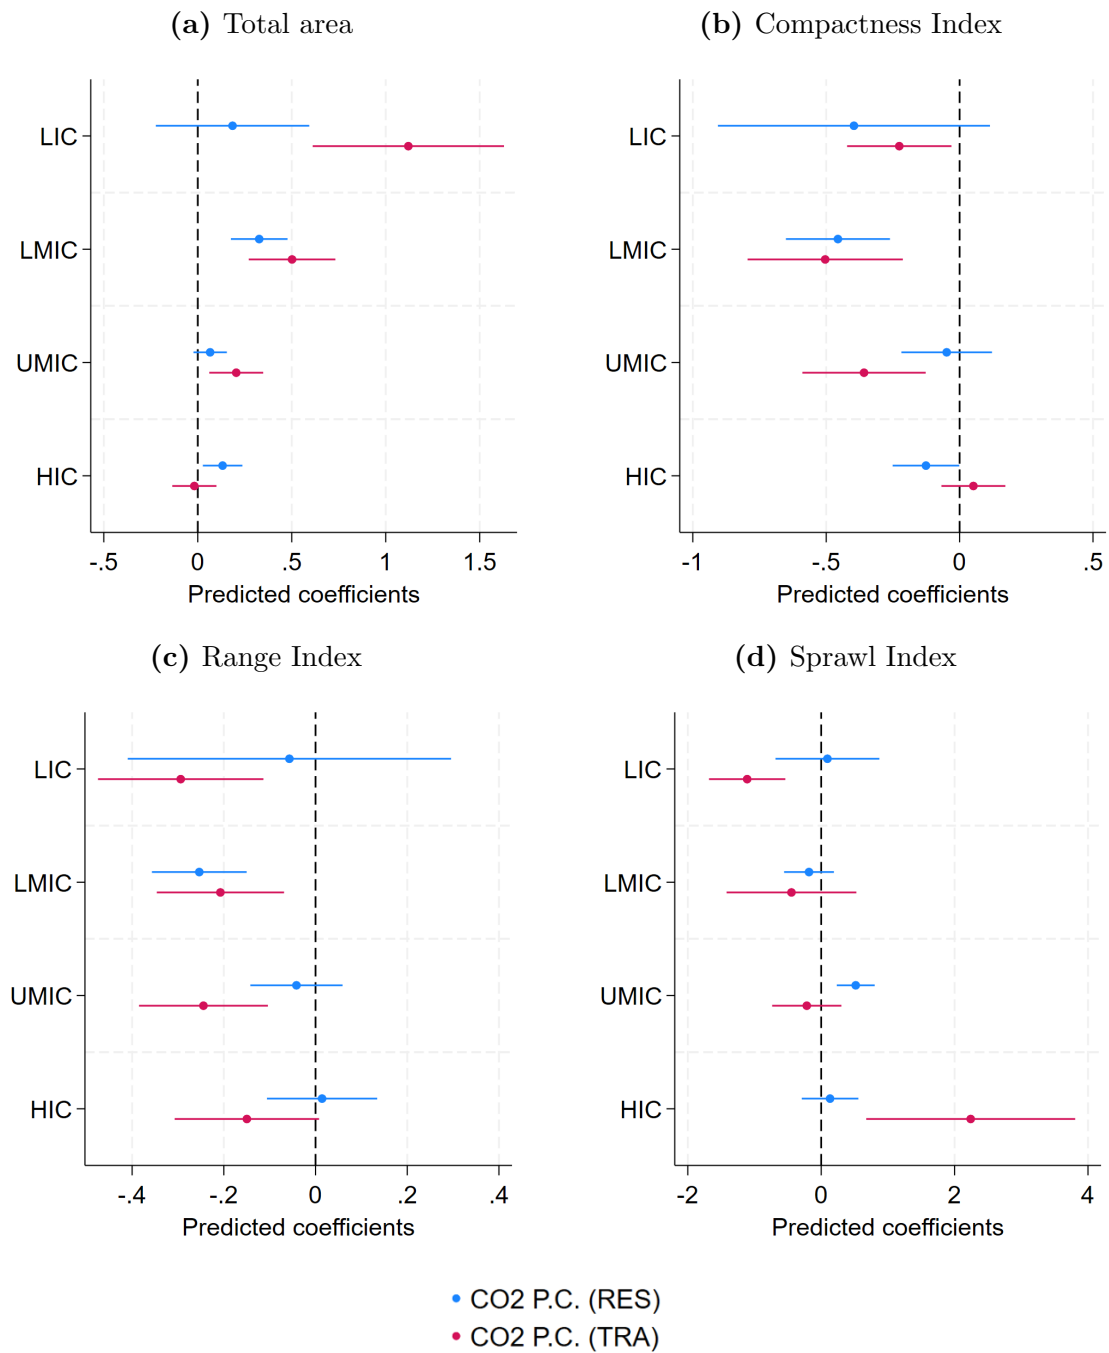 (a) Total area
LIC
LMIC
UMIC
HIC
-.5 0 .5 1 1.5
Predicted coefficients
(b) Compactness Index
LIC
LMIC
UMIC
HIC
-1 -.5 0 .5
Predicted coefficients
(c) Range Index
LIC
LMIC
UMIC
HIC
-.4 -.2 0 .2 .4
Predicted coefficients
(d) Sprawl Index
LIC
LMIC
UMIC
HIC
-2 0 2 4
Predicted coefficients
CO2 P.C. (RES)
CO2 P.C. (TRA)